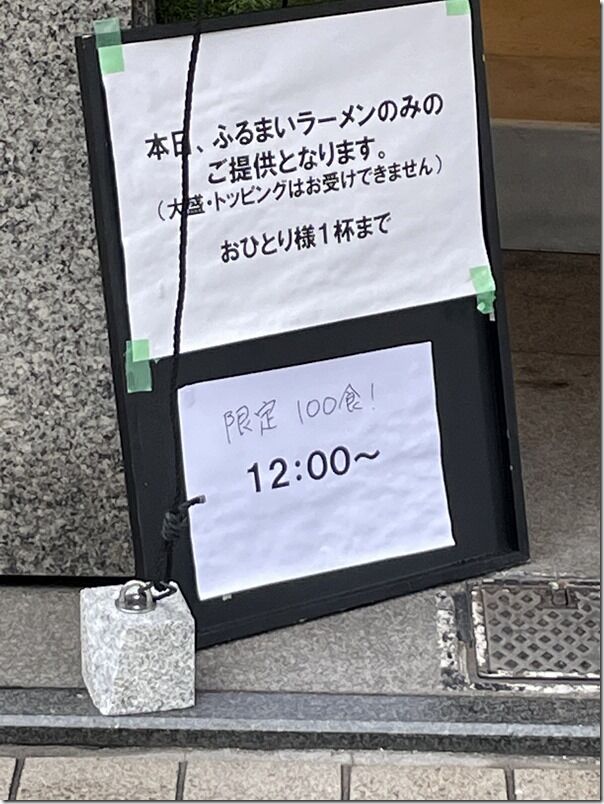 本日、ふるまいラーメンのみの
ご提供となります。
（大盛・トッピングはお受けできません）
おひとり様1杯まで
限定 100食!
12:00～